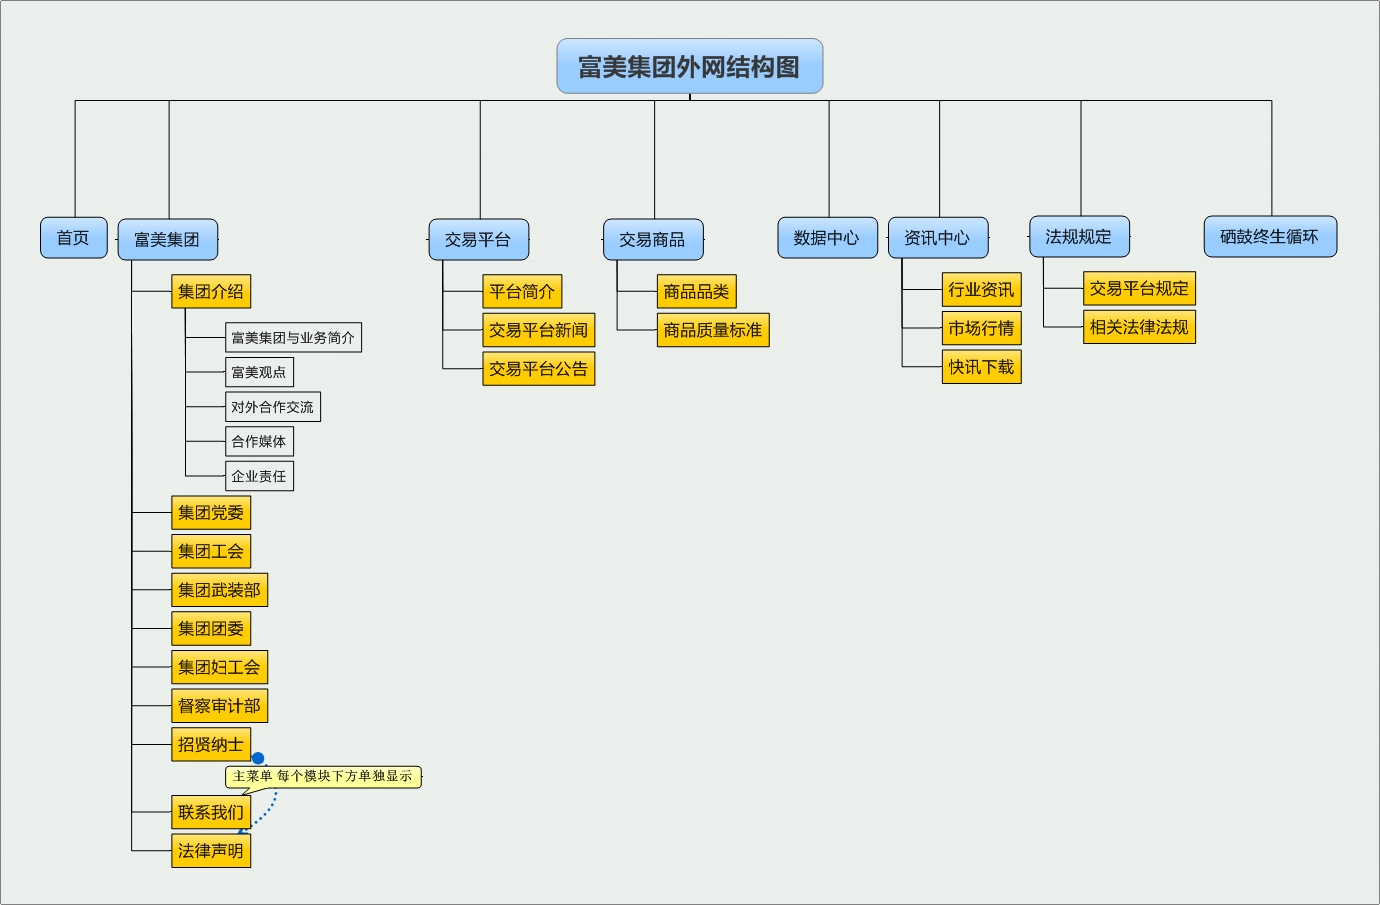 富美集团外网结构图
首页
富美集团
交易平台
交易商品
数据中心
资讯中心
法规规定
硒鼓终生循环
集团介绍
富美集团与业务简介
富美观点
对外合作交流
合作媒体
企业责任
集团党委
集团工会
集团武装部
集团团委
集团妇工会
督察审计部
招贤纳士
主菜单 每个模块下方单独显示
联系我们
法律声明
平台简介
交易平台新闻
交易平台公告
商品品类
商品质量标准
行业资讯
市场行情
快讯下载
交易平台规定
相关法律法规